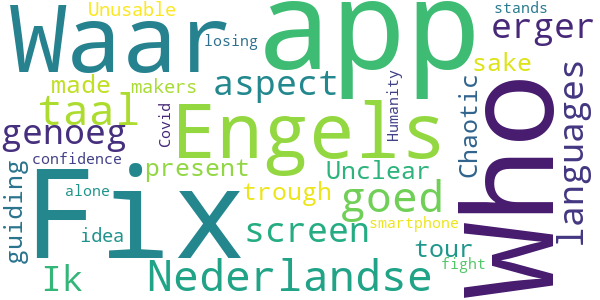 Unusable
Waar
app
stands
erger
losing
made
makers
aspect
sake
taal
Covid
Engels
Humanity
Chaotic
Who
languages
genoeg
confidence
present
Unclear
guiding
Fix
alone
trough
goed
smartphone
idea
screen
tour
Ik
Nederlandse
fight